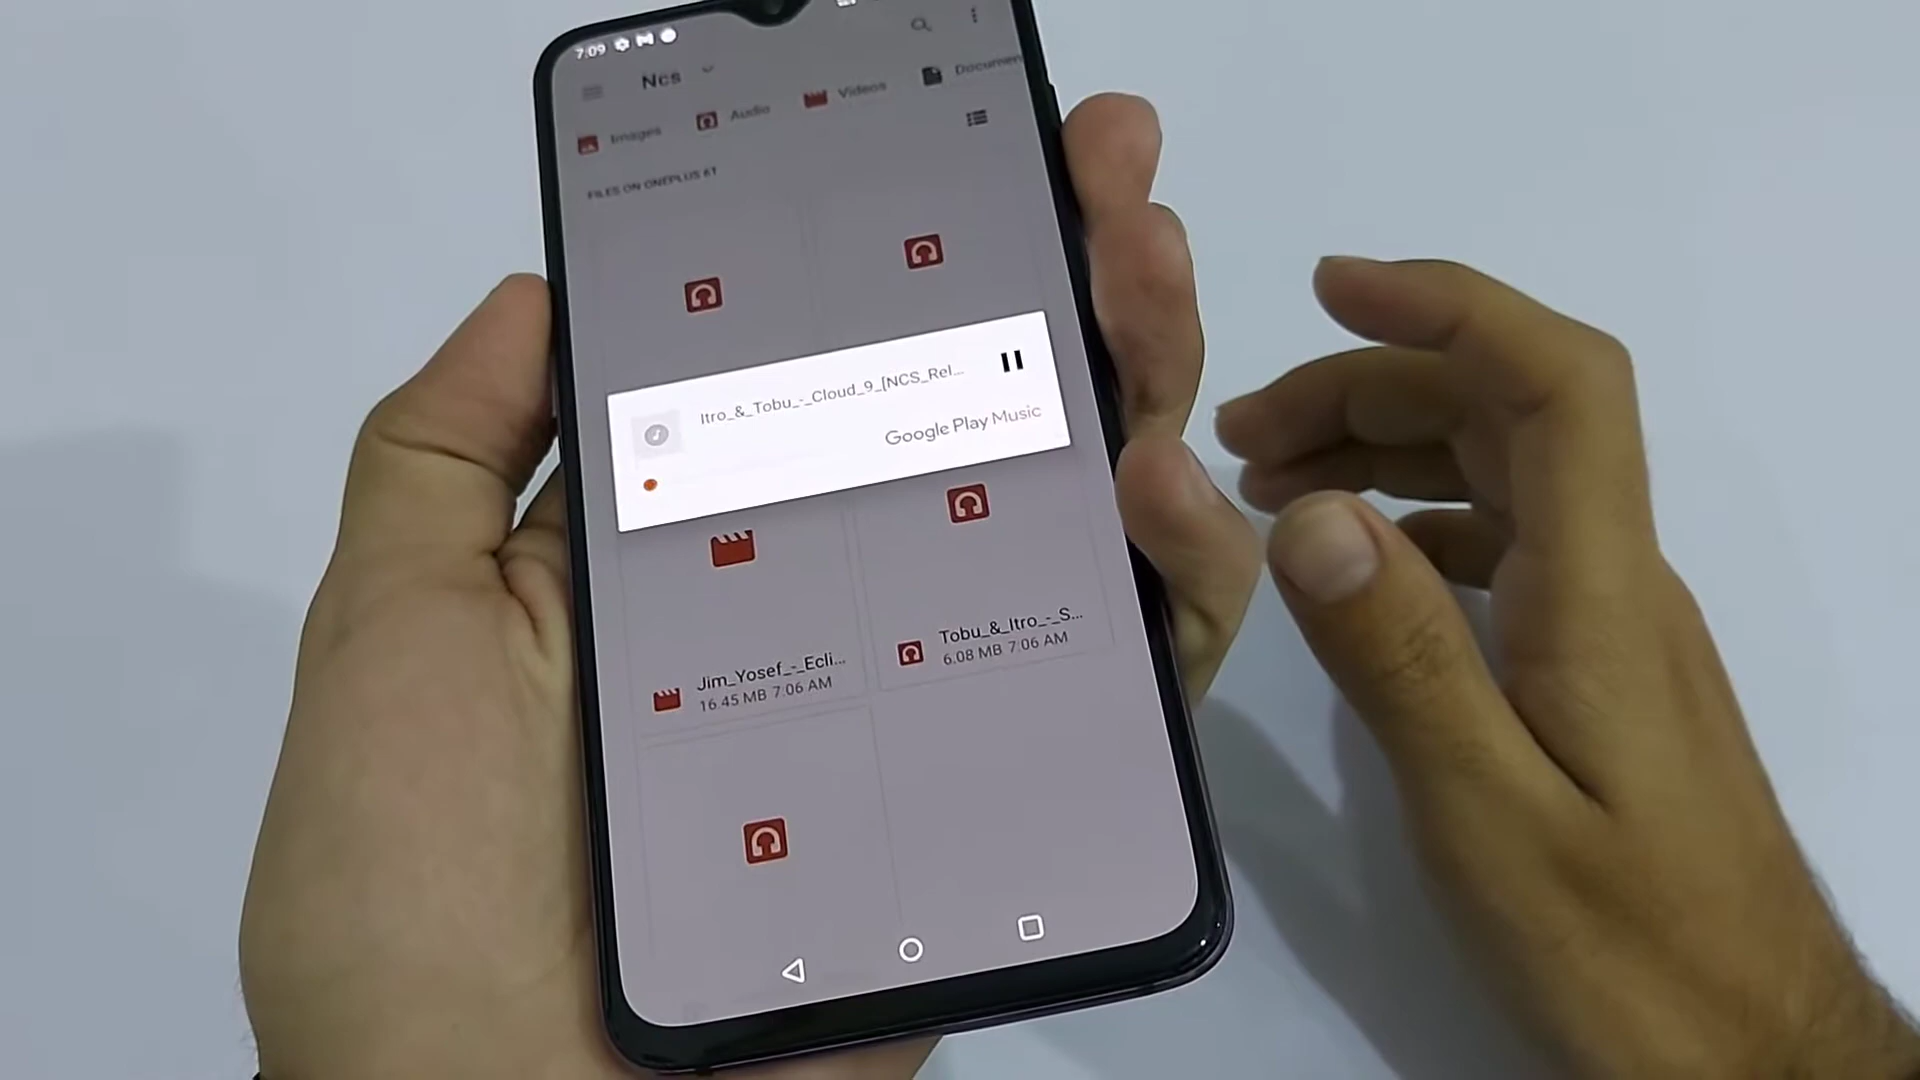 7:09
Ncs
Images
Audio
Videos
Documen
FILES ON ONEPLUS 6T
Itro_&_Tobu_-_Cloud_9_[NCS_Rel...
Google Play Music
Jim_Yosef_-_Ecli...
16.45 MB 7:06 AM
Tobu_&_Itro_-_S...
6.08 MB 7:06 AM